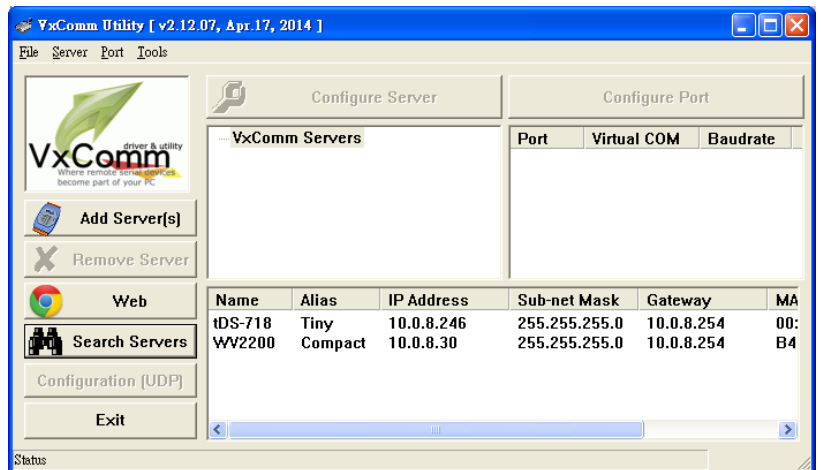 VxComm Utility [ v2.12.07, Apr.17, 2014 ]
File Server Port Tools
driver & utility
VxComm
Where remote serial devices
become part of your PC
Configure Server
Configure Port
VxComm Servers
Port Virtual COM Baudrate
Add Server(s)
Remove Server
Web
Search Servers
Configuration (UDP)
Exit
Name Alias IP Address Sub-net Mask Gateway MA
tDS-718 Tiny 10.0.8.246 255.255.255.0 10.0.8.254 00:
WV2200 Compact 10.0.8.30 255.255.255.0 10.0.8.254 B4
Status